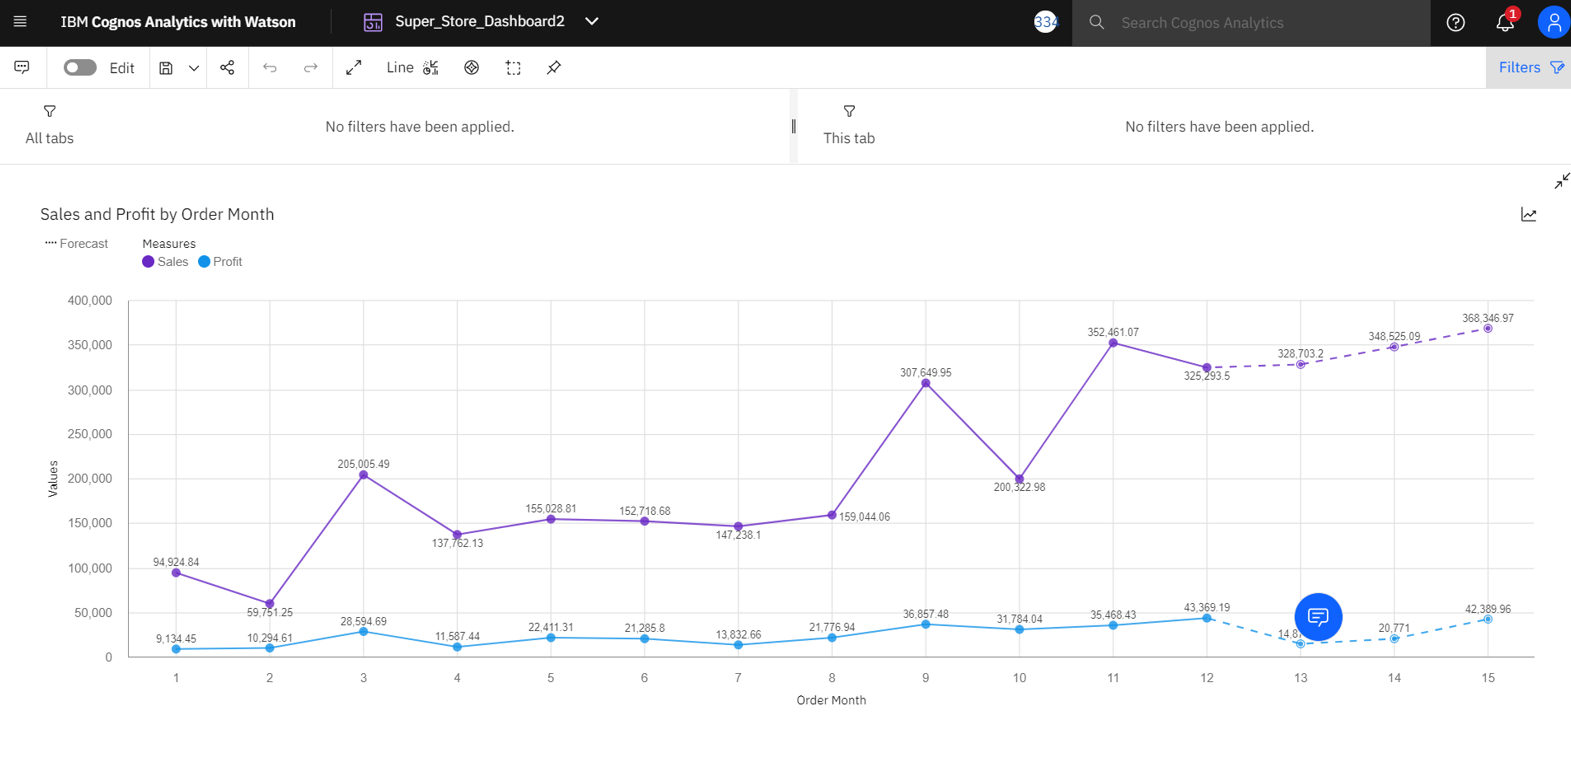 IBM Cognos Analytics with Watson
Super_Store_Dashboard2
334
Search Cognos Analytics
1
Edit
Line
Filters
All tabs
No filters have been applied.
This tab
No filters have been applied.
Sales and Profit by Order Month
Forecast
Measures
Sales
Profit
Values
400,000
350,000
300,000
250,000
200,000
150,000
100,000
50,000
0
94,924.84
59,751.25
205,005.49
137,762.13
155,028.81
152,718.68
147,238.1
159,044.06
307,649.95
200,322.98
352,461.07
325,293.5
328,703.2
348,525.09
368,346.97
9,134.45
10,294.61
28,594.69
11,587.44
22,411.31
21,285.8
13,832.66
21,776.94
36,857.48
31,784.04
35,468.43
43,369.19
20,771
42,389.96
1 2 3 4 5 6 7 8 9 10 11 12 13 14 15
Order Month